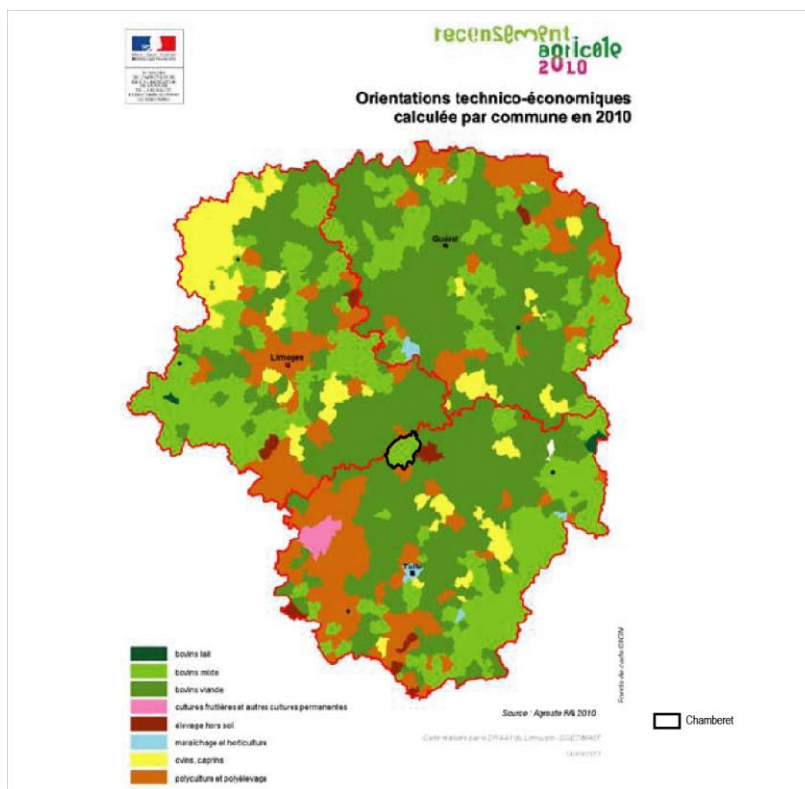 recensement
agricole
2010
Orientations technico-économiques
calculée par commune en 2010
Guéret
Limoges
Tulle
bovins lait
bovins mixte
bovins viande
cultures fruitières et autres cultures permanentes
élevage hors sol
maraîchage et horticulture
ovins, caprins
polyculture et polyélevage
Source : Agreste RA 2010
Chamberet